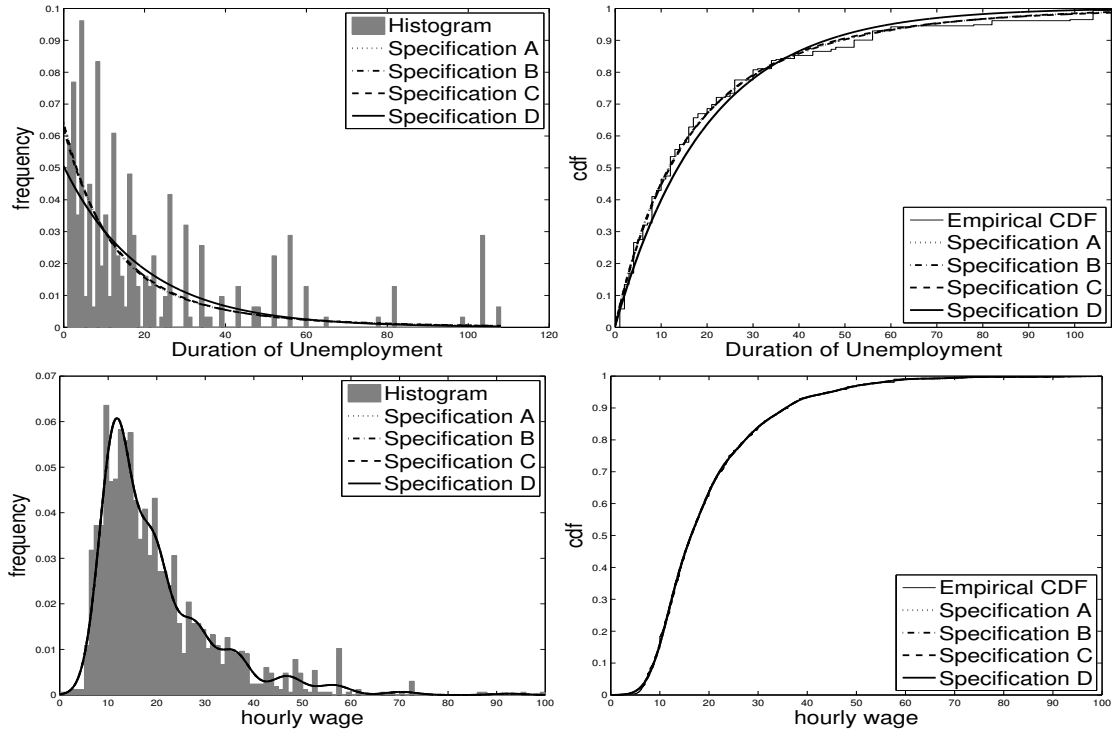 0.1
0.09
0.08
0.07
0.06
0.05
0.04
0.03
0.02
0.01
0
frequency
Histogram
Specification A
Specification B
Specification C
Specification D
0 20 40 60 80 100 120
Duration of Unemployment
1
0.9
0.8
0.7
0.6
0.5
0.4
0.3
0.2
0.1
0
cdf
Empirical CDF
Specification A
Specification B
Specification C
Specification D
0 10 20 30 40 50 60 70 80 90 100
Duration of Unemployment
0.07
0.06
0.05
0.04
0.03
0.02
0.01
0
frequency
Histogram
Specification A
Specification B
Specification C
Specification D
0 10 20 30 40 50 60 70 80 90 100
hourly wage
1
0.9
0.8
0.7
0.6
0.5
0.4
0.3
0.2
0.1
0
cdf
Empirical CDF
Specification A
Specification B
Specification C
Specification D
0 10 20 30 40 50 60 70 80 90 100
hourly wage